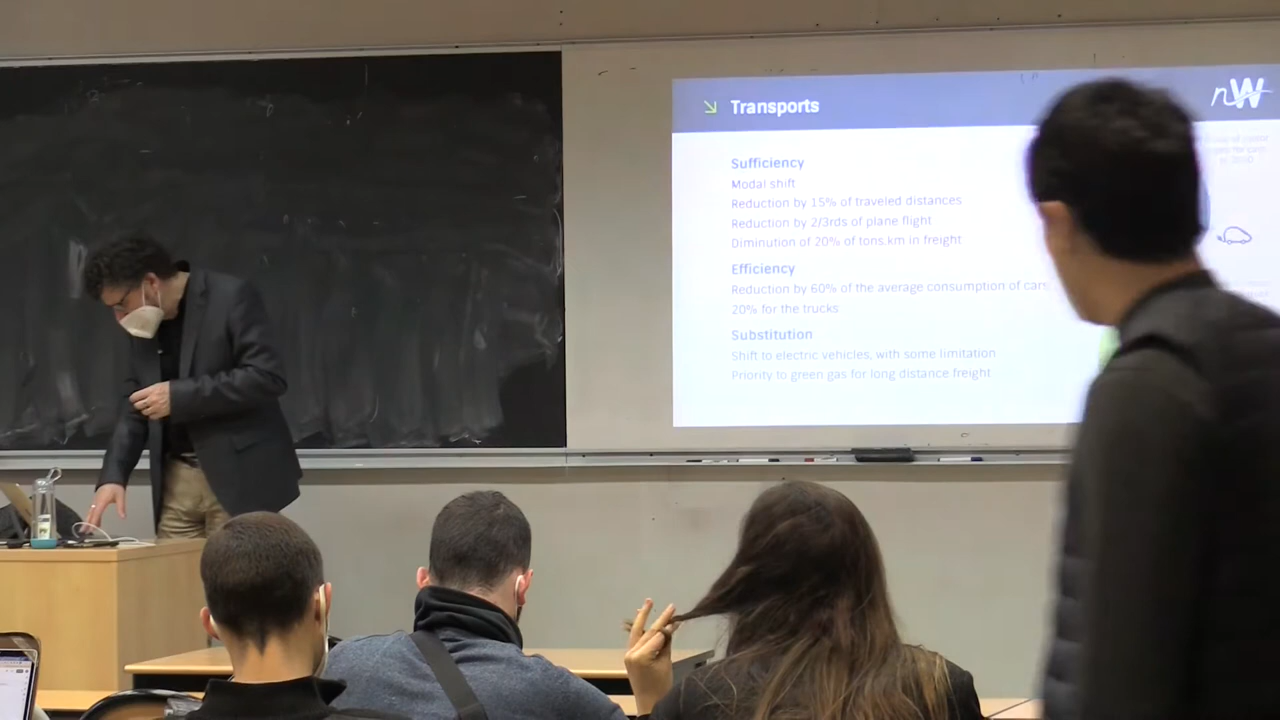 Transports
nW
Sufficiency
Modal shift
Reduction by 15% of traveled distances
Reduction by 2/3rds of plane flight
Diminution of 20% of tons.km in freight
Efficiency
Reduction by 60% of the average consumption of cars
20% for the trucks
Substitution
Shift to electric vehicles, with some limitation
Priority to green gas for long distance freight